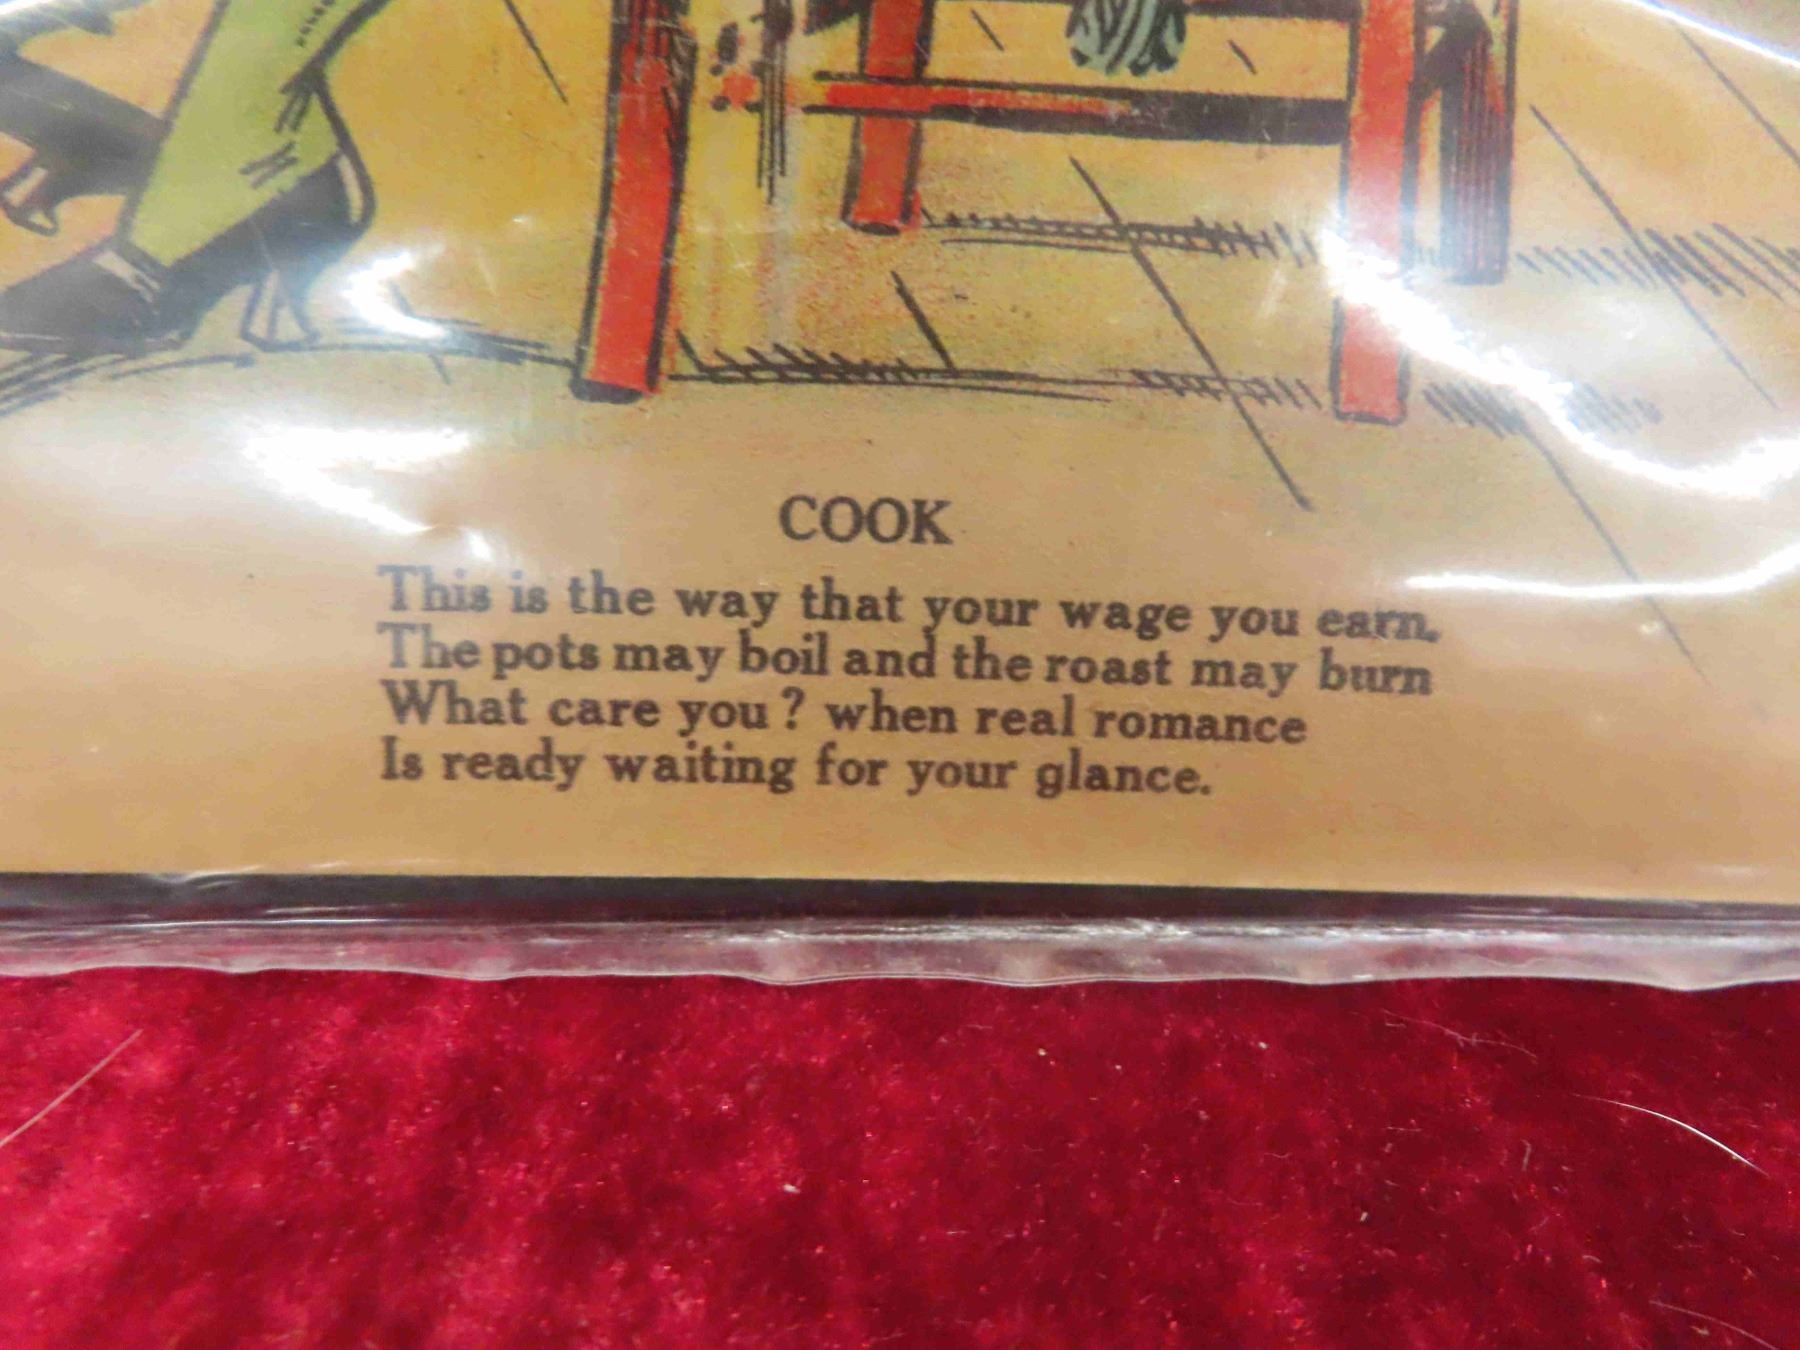 COOK
This is the way that your wage you earn.
The pots may boil and the roast may burn
What care you? when real romance
Is ready waiting for your glance.